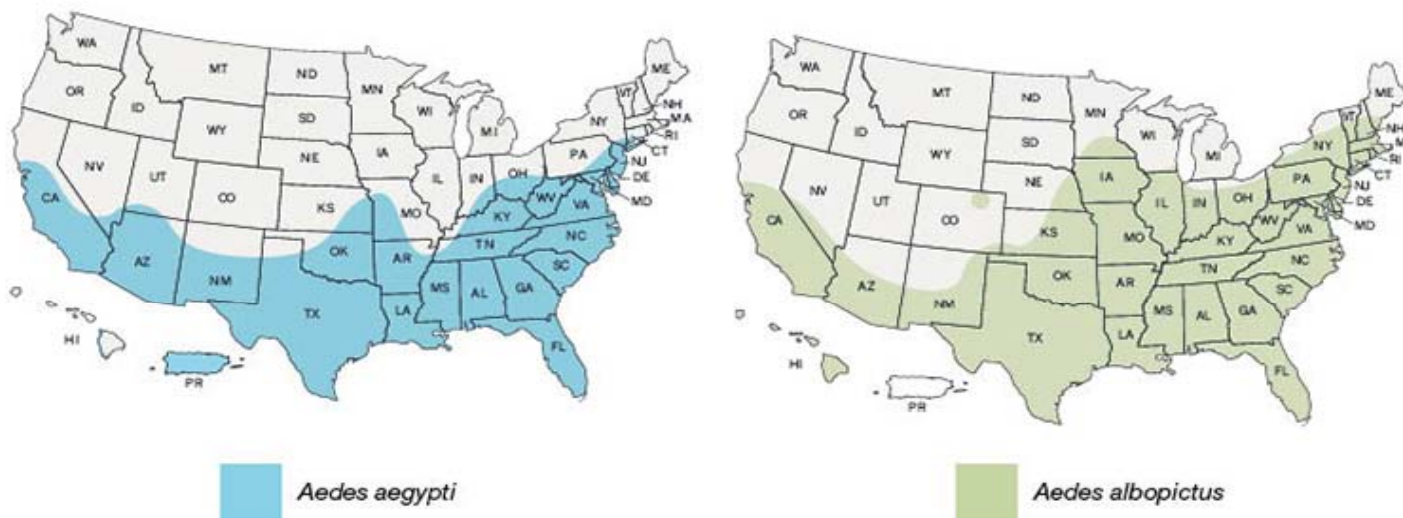 WA
MT
ND
MN
OR
ID
WY
SD
WI
MI
NY
ME
NH
MA
RI
CT
NJ
DE
MD
PA
NV
UT
CO
NE
IA
IL
IN
OH
WV
VA
CA
KS
MO
KY
NC
AZ
NM
OK
AR
TN
SC
TX
LA
MS
AL
GA
FL
HI
PR
Aedes aegypti
WA
MT
ND
MN
OR
ID
WY
SD
WI
MI
NY
VT
ME
NH
M
RI
CT
NJ
DE
MD
PA
NV
UT
CO
NE
IA
IL
IN
OH
WV
VA
CA
KS
MO
KY
NC
AZ
NM
OK
AR
TN
SC
TX
LA
MS
AL
GA
FL
HI
PR
Aedes albopictus